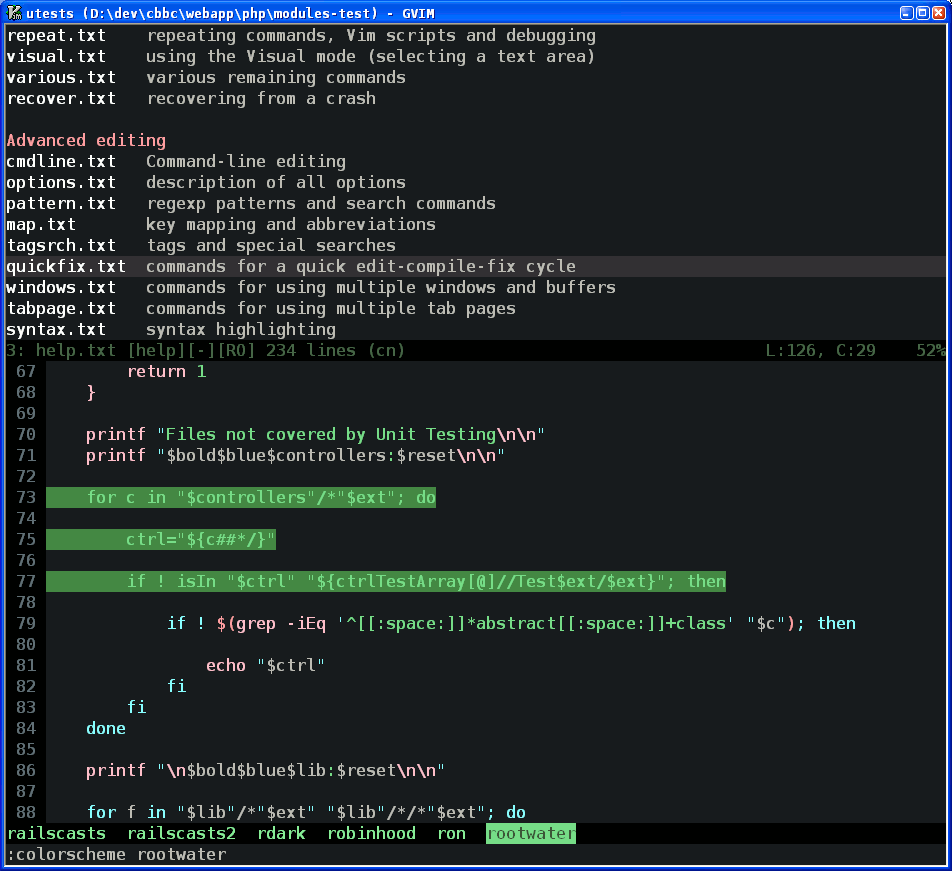 utests (D:\dev\cbbc\webapp\php\modules-test) - GVIM
repeat.txt   repeating commands, Vim scripts and debugging
visual.txt    using the Visual mode (selecting a text area)
various.txt   various remaining commands
recover.txt   recovering from a crash
Advanced editing
cmdline.txt   Command-line editing
options.txt   description of all options
pattern.txt   regexp patterns and search commands
map.txt       key mapping and abbreviations
tagsrch.txt   tags and special searches
quickfix.txt  commands for a quick edit-compile-fix cycle
windows.txt   commands for using multiple windows and buffers
tabpage.txt   commands for using multiple tab pages
syntax.txt    syntax highlighting
3: help.txt [help][-][RO] 234 lines (cn)                                    L:126, C:29    52%
67         return 1
68     }
69
70     printf "Files not covered by Unit Testing\n\n"
71     printf "$bold$blue$controllers:$reset\n\n"
72
73     for c in "$controllers"/*"$ext"; do
74
75         ctrl="${c##*/}"
76
77         if ! isIn "$ctrl" "${ctrlTestArray[@]//Test$ext/$ext}"; then
78
79             if ! $(grep -iEq '^[[:space:]]*abstract[[:space:]]+class' "$c"); then
80
81                 echo "$ctrl"
82             fi
83         fi
84     done
85
86     printf "\n$bold$blue$lib:$reset\n\n"
87
88     for f in "$lib"/*"$ext" "$lib"/*/*"$ext"; do
railscasts  railscasts2  rdark  robinhood  ron  rootwater
:colorscheme rootwater